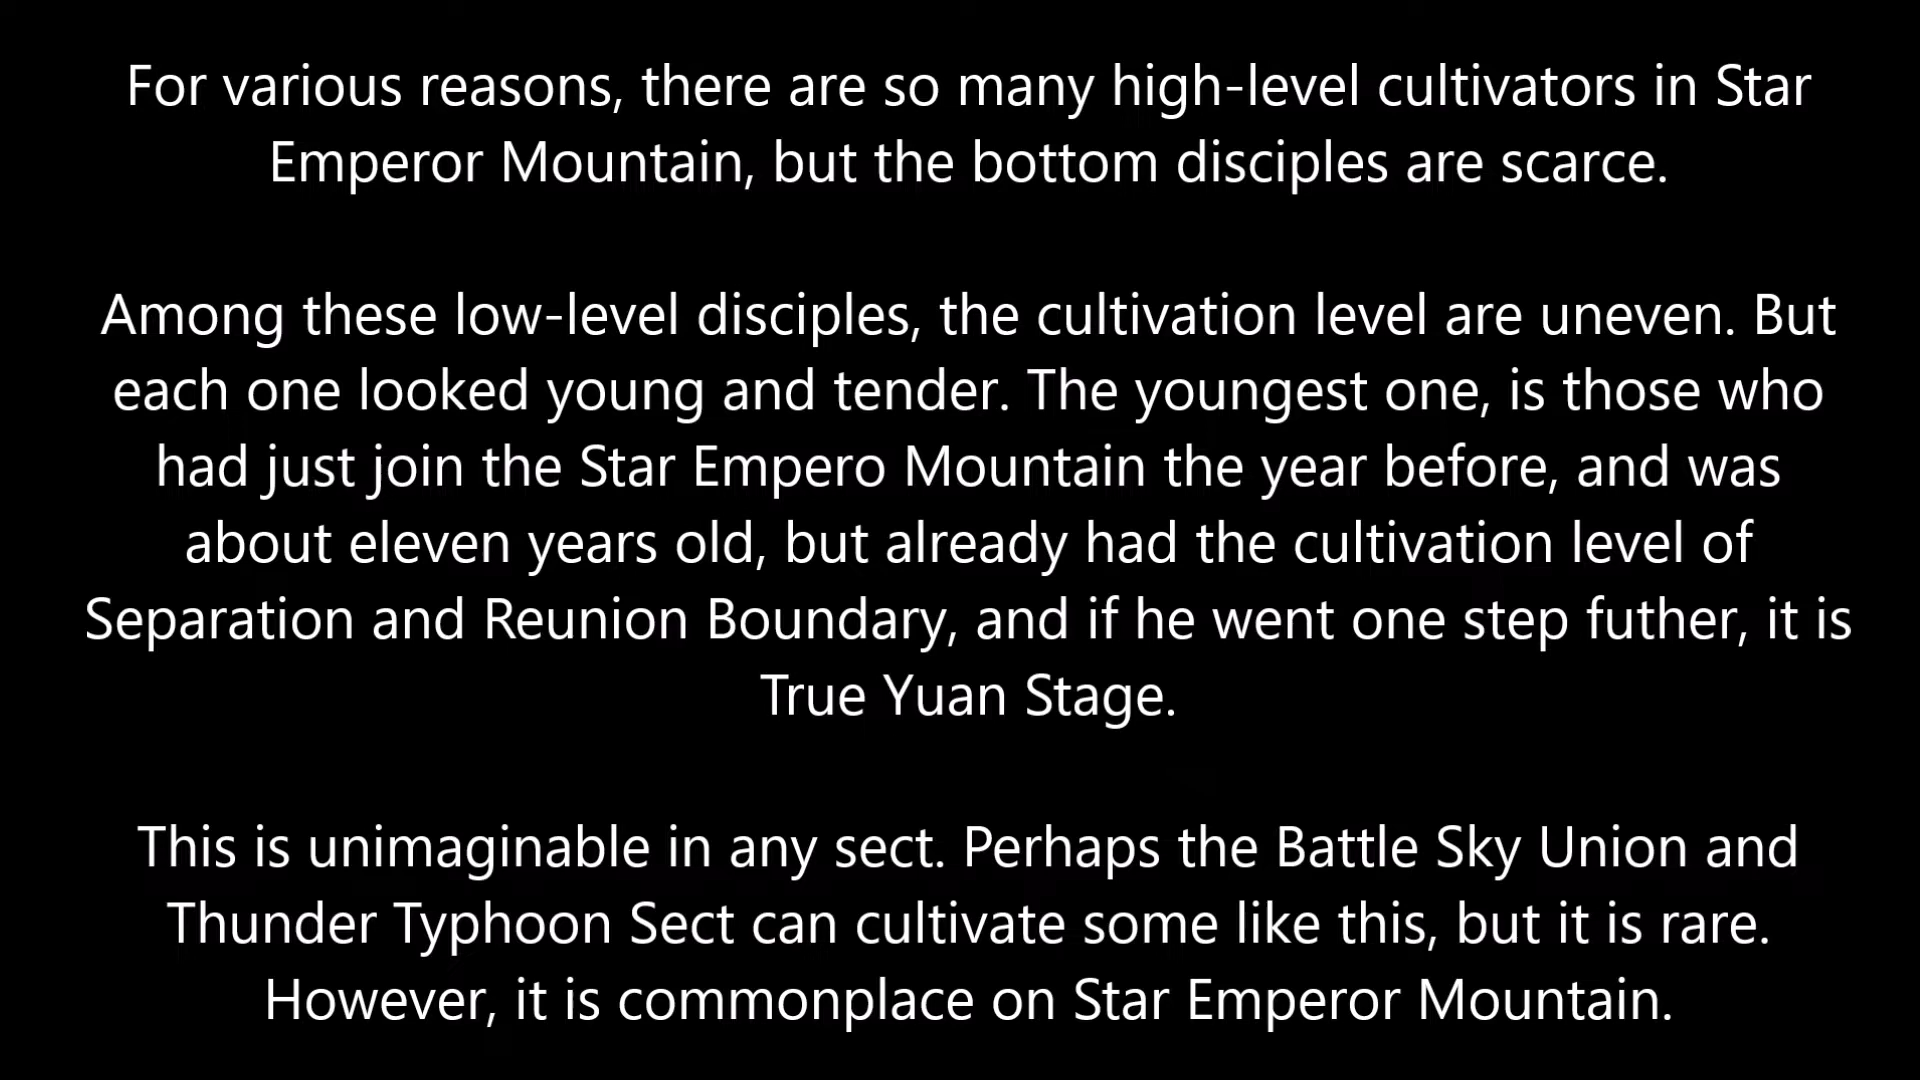 For various reasons, there are so many high-level cultivators in Star
Emperor Mountain, but the bottom disciples are scarce.
Among these low-level disciples, the cultivation level are uneven. But
each one looked young and tender. The youngest one, is those who
had just join the Star Empero Mountain the year before, and was
about eleven years old, but already had the cultivation level of
Separation and Reunion Boundary, and if he went one step futher, it is
True Yuan Stage.
This is unimaginable in any sect. Perhaps the Battle Sky Union and
Thunder Typhoon Sect can cultivate some like this, but it is rare.
However, it is commonplace on Star Emperor Mountain.